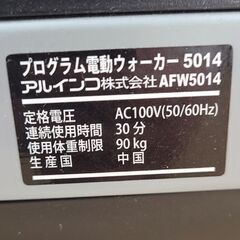 プログラム電動ウォーカー 5014
アルインコ株式会社 AFW5014
定格電圧 AC100V(50/60Hz)
連続使用時間 30分
使用体重制限 90kg
生産国 中国